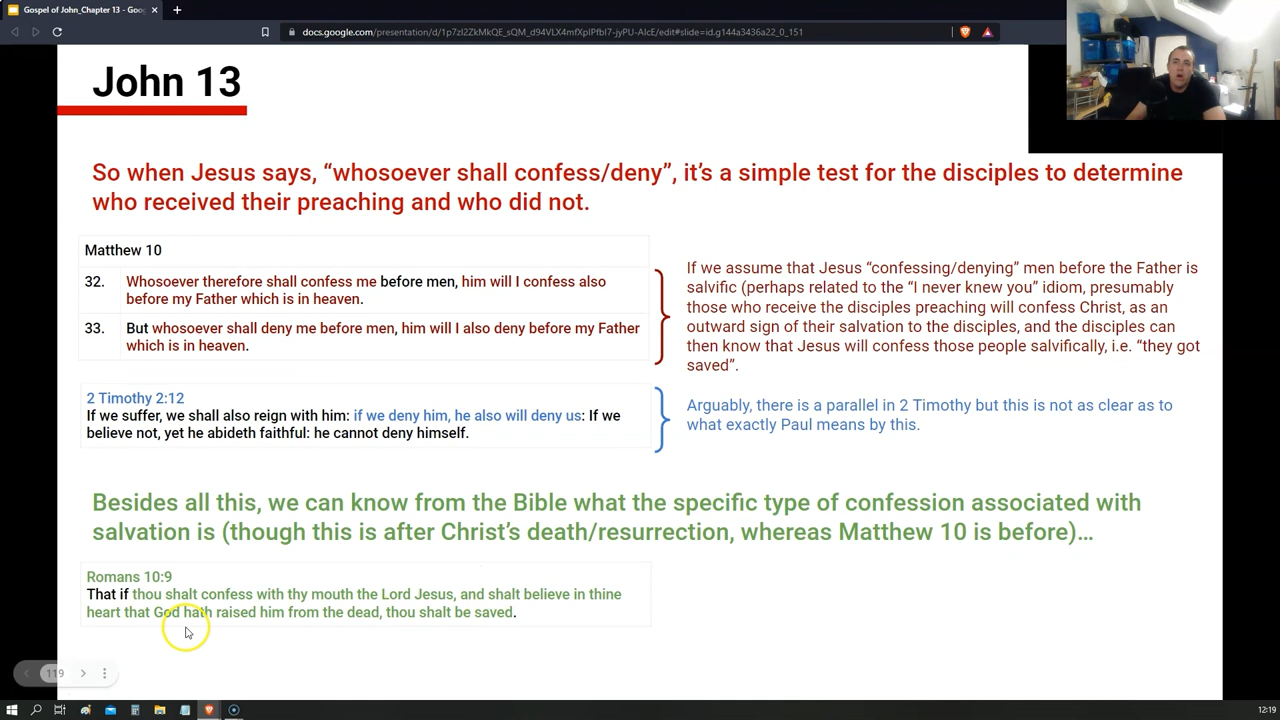 Gospel of John_Chapter 13 - Goo
docs.google.com/presentation/d/
John 13
So when Jesus says, “whosoever shall confess/deny”, it’s a simple test for the disciples to determine
who received their preaching and who did not.
Matthew 10
32. Whosoever therefore shall confess me before men, him will I confess also
before my Father which is in heaven.
33. But whosoever shall deny me before men, him will I also deny before my Father
which is in heaven.
If we assume that Jesus “confessing/denying” men before the Father is
salvific (perhaps related to the “I never knew you” idiom, presumably
those who receive the disciples preaching will confess Christ, as an
outward sign of their salvation to the disciples, and the disciples can
then know that Jesus will confess those people salvifically, i.e. “they got
saved”.
2 Timothy 2:12
If we suffer, we shall also reign with him: if we deny him, he also will deny us: If we
believe not, yet he abideth faithful: he cannot deny himself.
Arguably, there is a parallel in 2 Timothy but this is not as clear as to
what exactly Paul means by this.
Besides all this, we can know from the Bible what the specific type of confession associated with
salvation is (though this is after Christ’s death/resurrection, whereas Matthew 10 is before)…
Romans 10:9
That if thou shalt confess with thy mouth the Lord Jesus, and shalt believe in thine
heart that God hath raised him from the dead, thou shalt be saved.
119
12:19